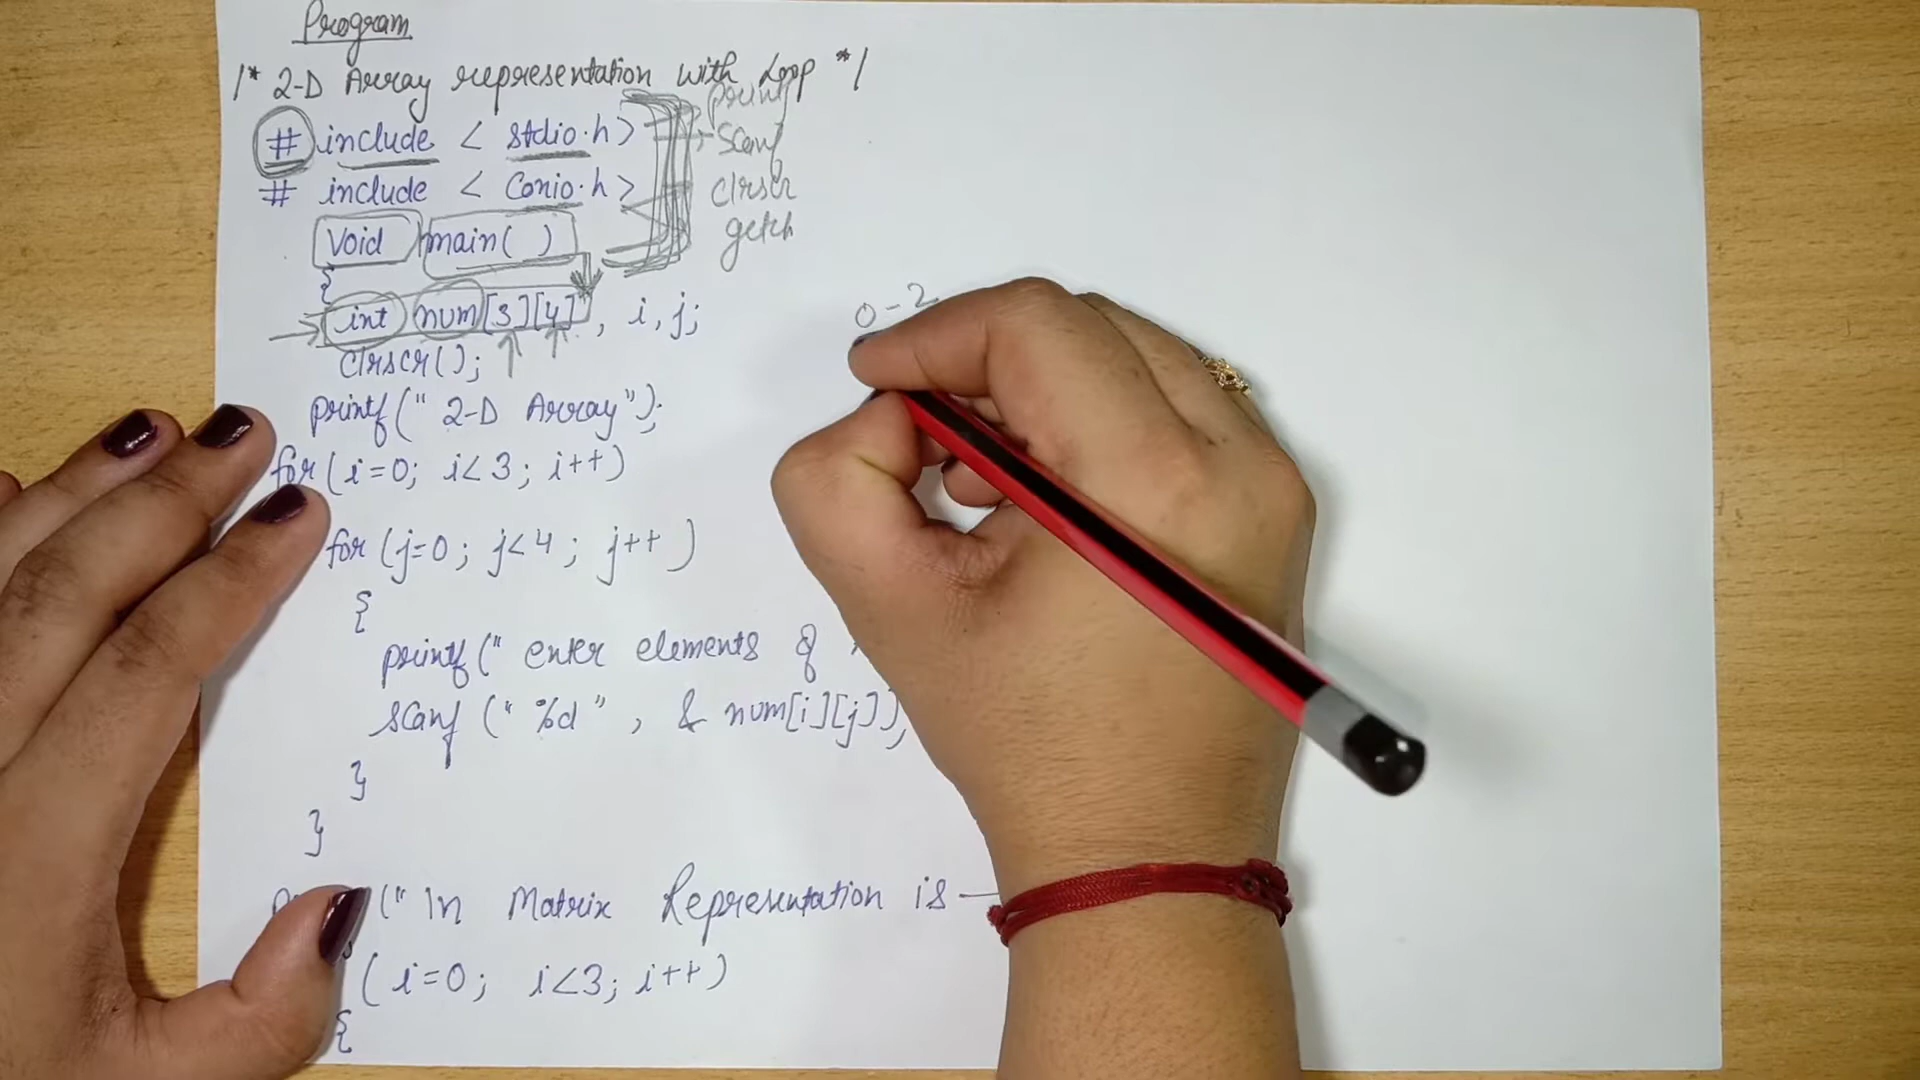 Program
/* 2-D Array representation with Loop */
# include < stdio.h>
printf
scanf
# include < conio.h>
clrscr
getch
void main( )
{
int num[3][4] , i, j;
0-2
clrscr();
printf(" 2-D Array");
for(i=0; i<3; i++)
for (j=0; j<4; j++ )
{
printf(" enter elements of
scanf (" %d" , & num[i][j]);
}
}
(" In Matrix Representation is —
( i=0; i<3; i++)
{